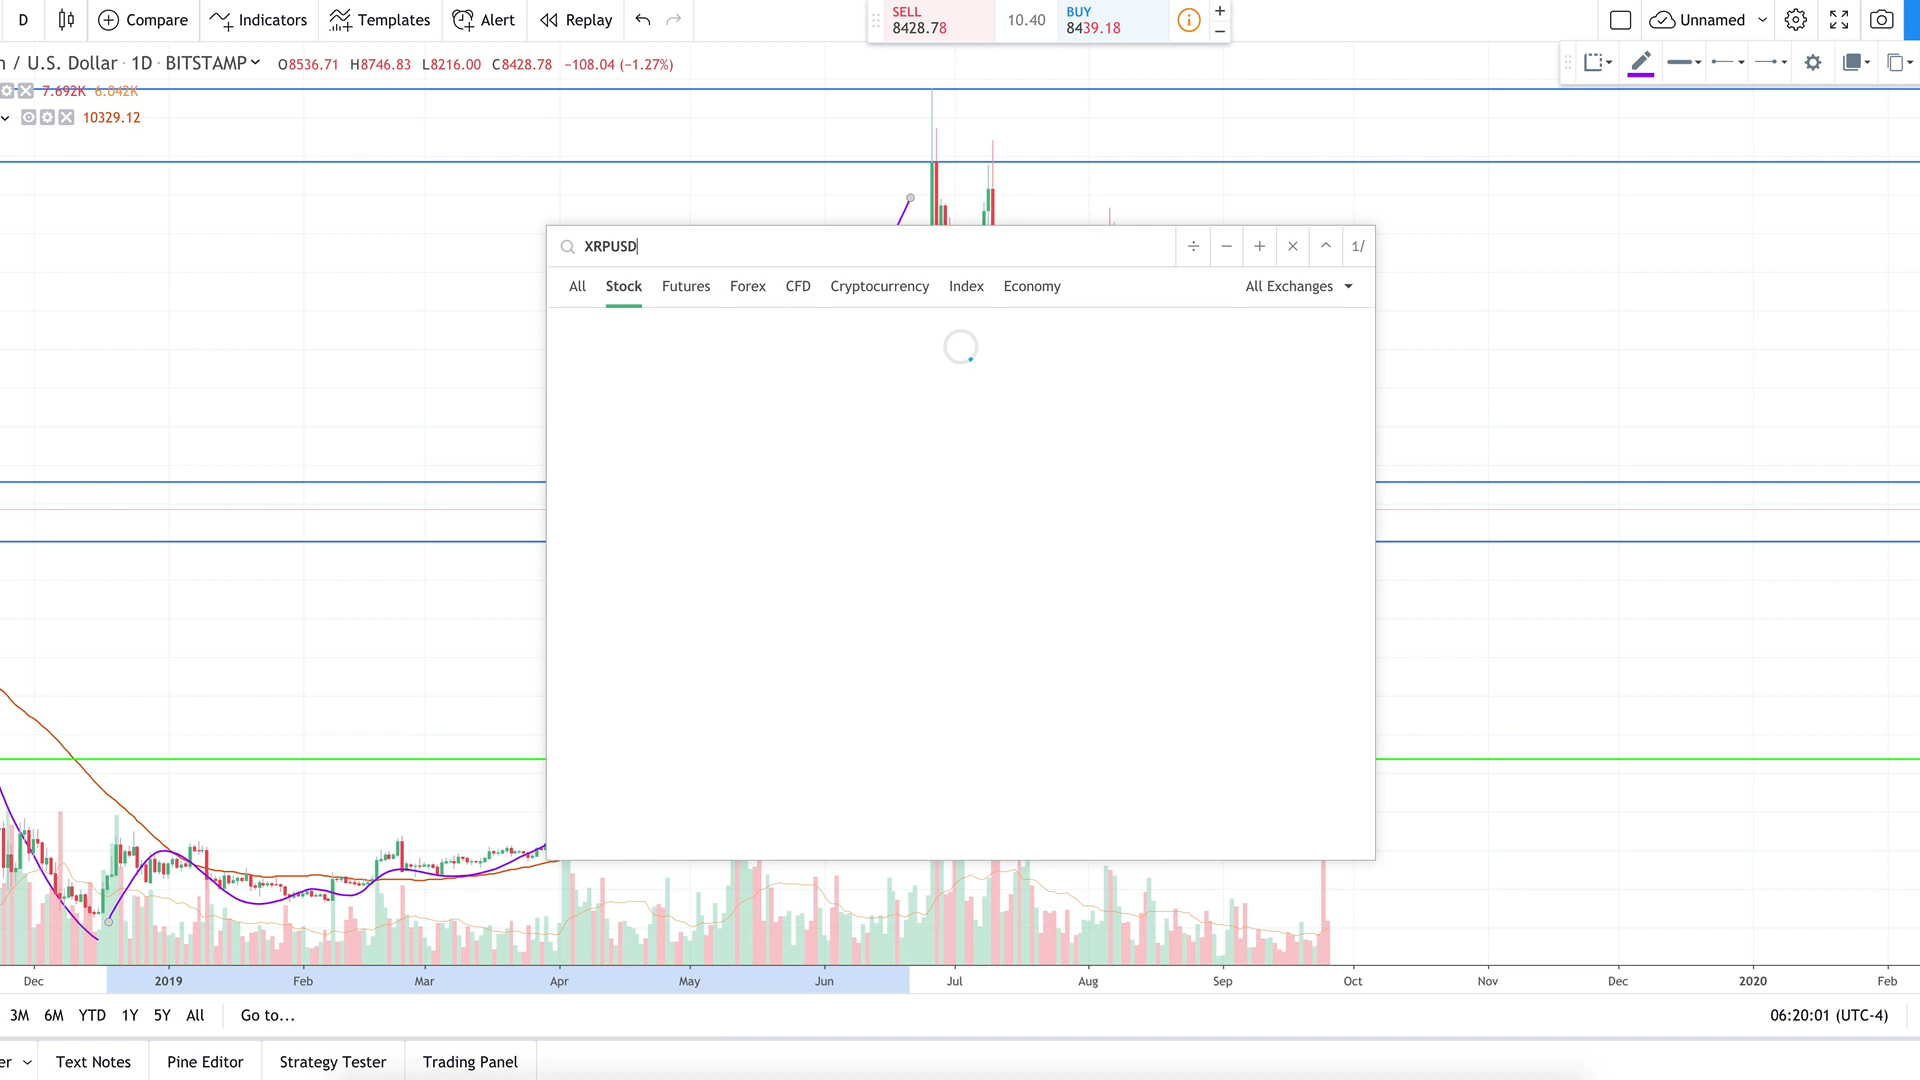 D Compare Indicators Templates Alert Replay
SELL
8428.78
10.40
BUY
8439.18
Unnamed
/ U.S. Dollar · 1D · BITSTAMP O8536.71 H8746.83 L8216.00 C8428.78 −108.04 (−1.27%)
7.692K 6.042K
10329.12
XRPUSD ÷ − + × ^ 1/
All Stock Futures Forex CFD Cryptocurrency Index Economy All Exchanges
Dec 2019 Feb Mar Apr May Jun Jul Aug Sep Oct Nov Dec 2020 Feb
3M 6M YTD 1Y 5Y All Go to... 06:20:01 (UTC-4)
er Text Notes Pine Editor Strategy Tester Trading Panel